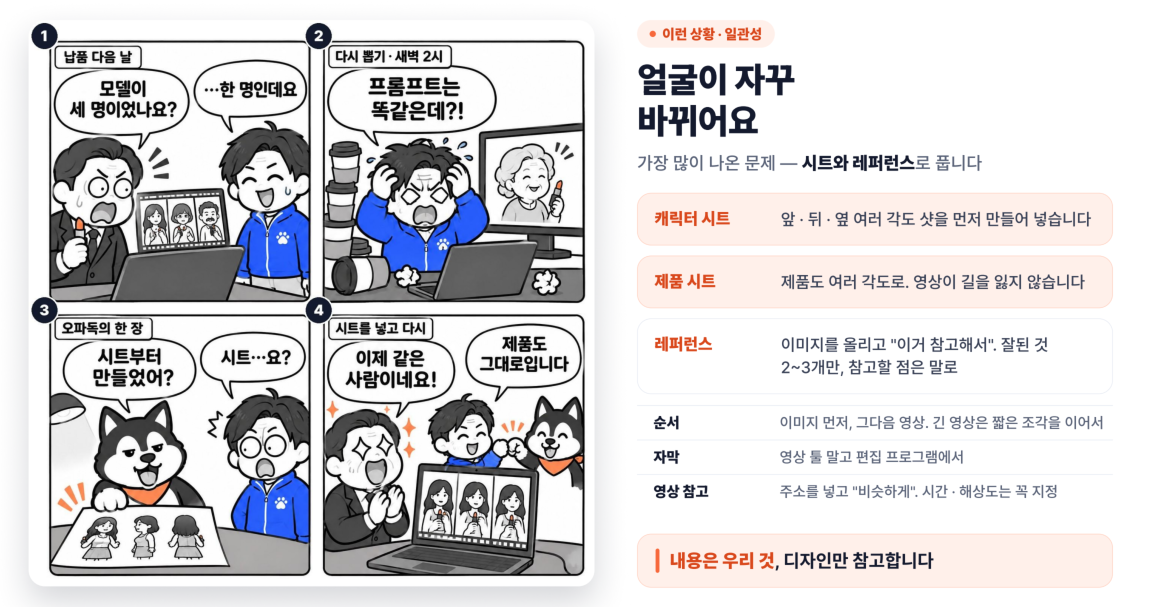 1
납품 다음 날
모델이
세 명이었나요?
…한 명인데요
2
다시 뽑기 · 새벽 2시
프롬프트는
똑같은데?!
3
오파독의 한 장
시트부터
만들었어?
시트…요?
4
시트를 넣고 다시
이제 같은
사람이네요!
제품도
그대로입니다
이런 상황 · 일관성
얼굴이 자꾸
바뀌어요
가장 많이 나온 문제 — 시트와 레퍼런스로 풉니다
캐릭터 시트
앞 · 뒤 · 옆 여러 각도 샷을 먼저 만들어 넣습니다
제품 시트
제품도 여러 각도로. 영상이 길을 잃지 않습니다
레퍼런스
이미지를 올리고 "이거 참고해서". 잘된 것
2~3개만, 참고할 점은 말로
순서
이미지 먼저, 그다음 영상. 긴 영상은 짧은 조각을 이어서
자막
영상 툴 말고 편집 프로그램에서
영상 참고
주소를 넣고 "비슷하게". 시간 · 해상도는 꼭 지정
내용은 우리 것, 디자인만 참고합니다